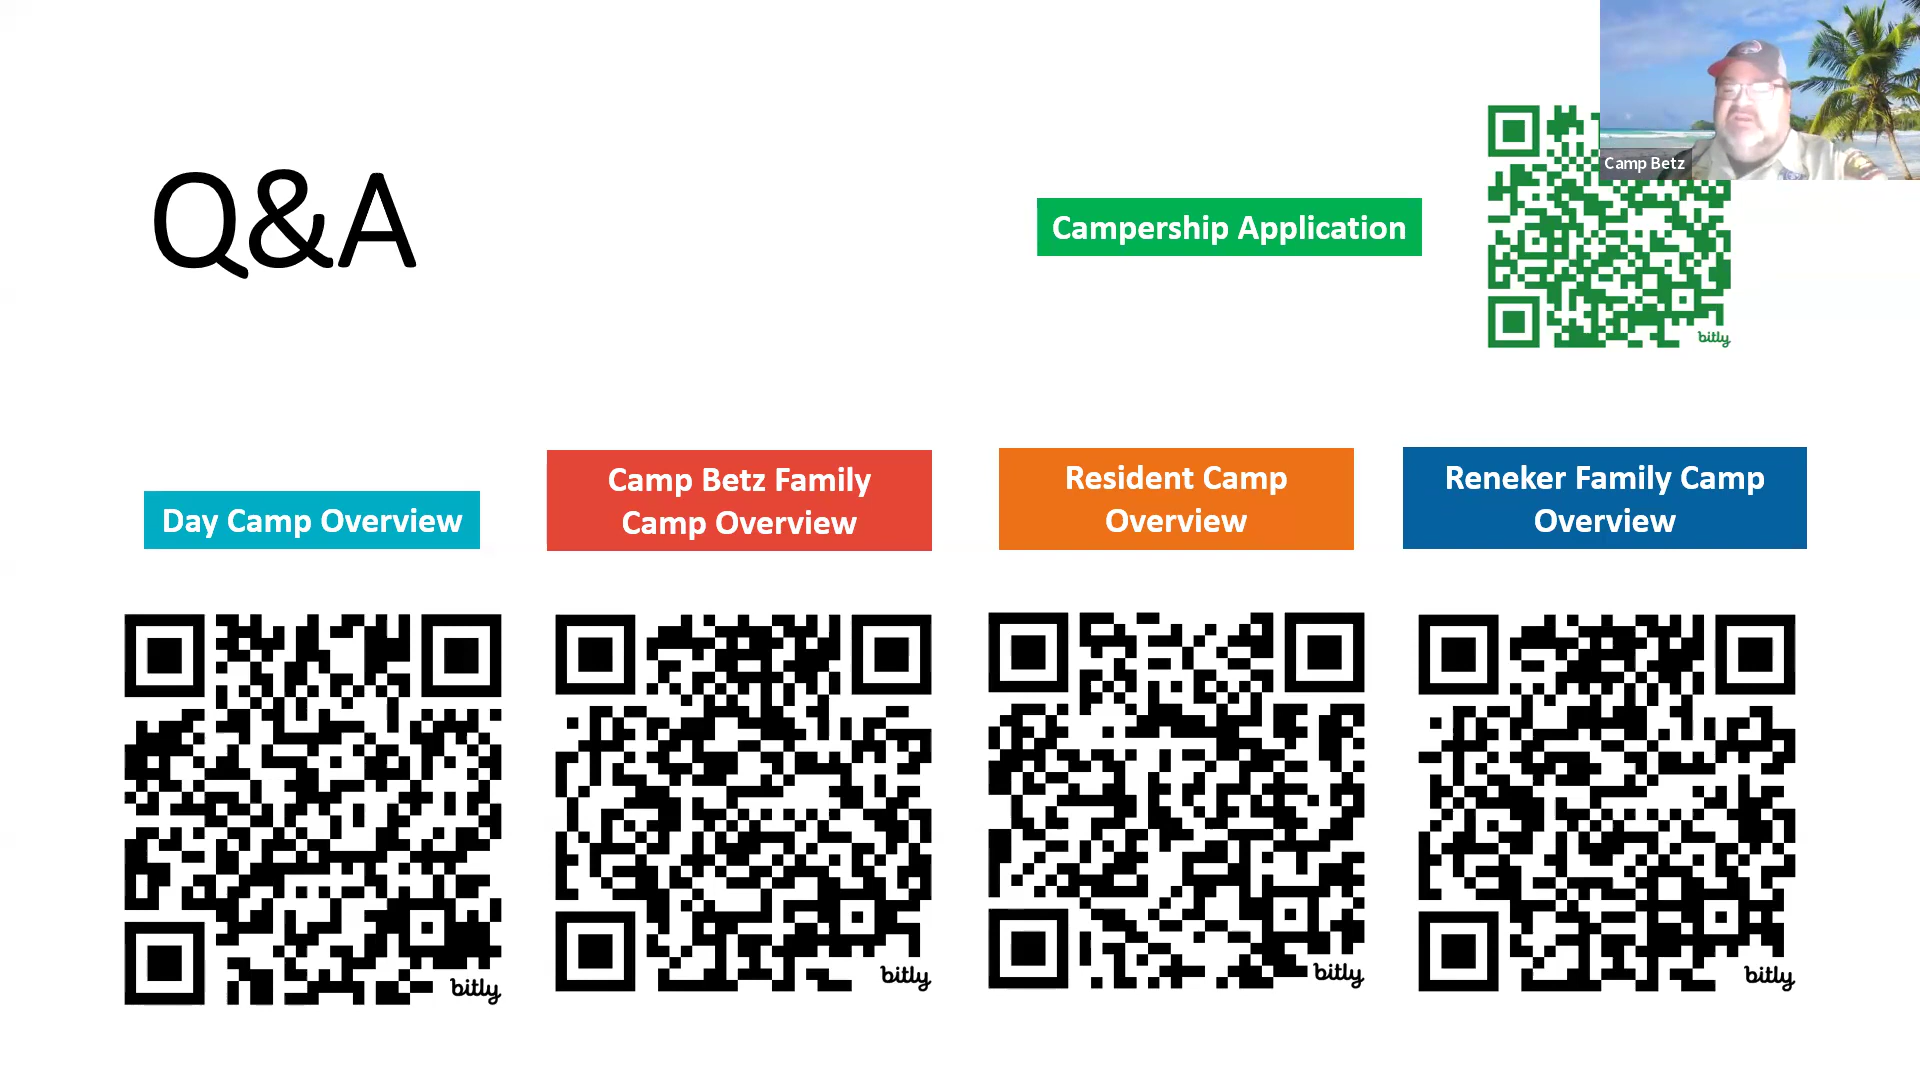 Camp Betz
Q&A
Campership Application
bitly
Day Camp Overview
Camp Betz Family
Camp Overview
Resident Camp
Overview
Reneker Family Camp
Overview
bitly
bitly
bitly
bitly